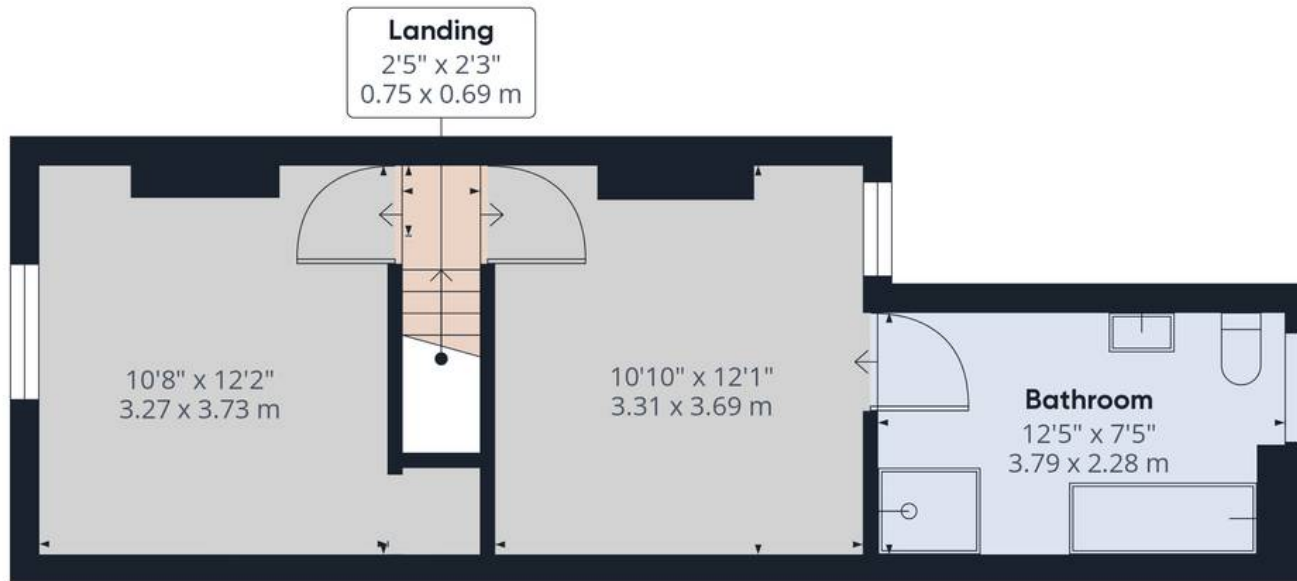 Landing
2'5" x 2'3"
0.75 x 0.69 m
10'8" x 12'2"
3.27 x 3.73 m
10'10" x 12'1"
3.31 x 3.69 m
Bathroom
12'5" x 7'5"
3.79 x 2.28 m